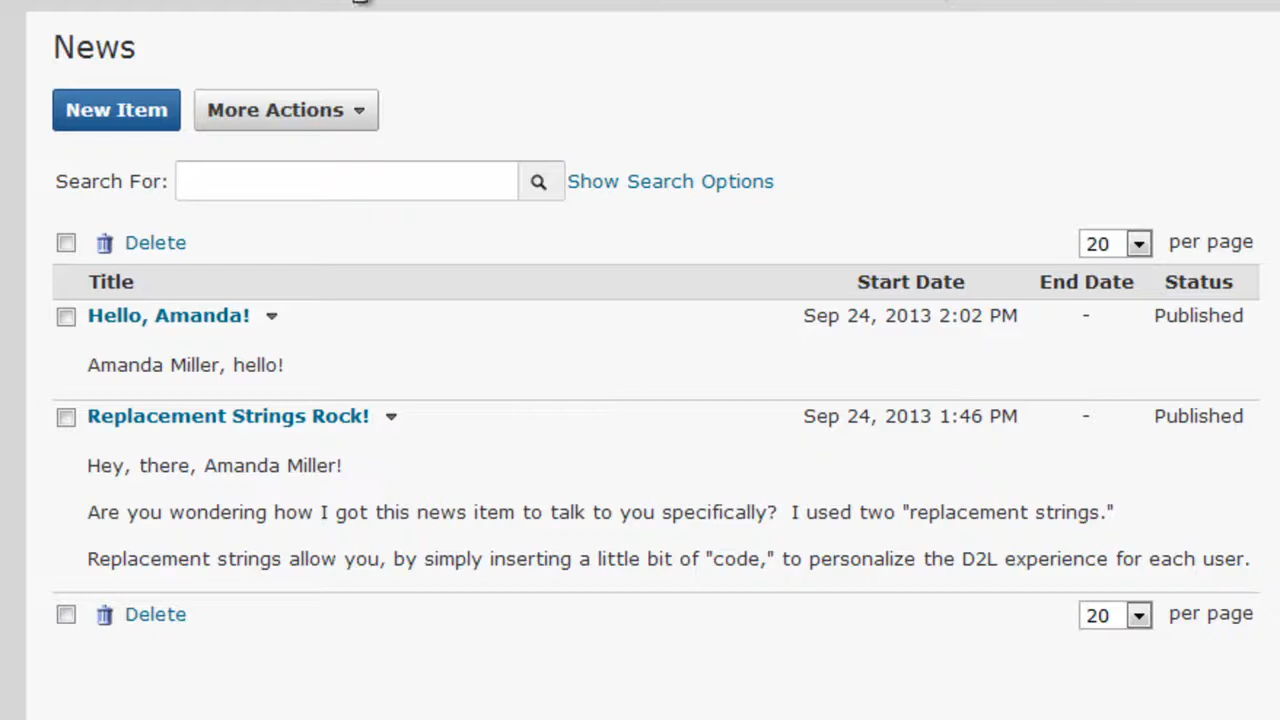 News
New Item More Actions
Search For: Show Search Options
Delete 20 per page
Title Start Date End Date Status
Hello, Amanda! Sep 24, 2013 2:02 PM - Published
Amanda Miller, hello!
Replacement Strings Rock! Sep 24, 2013 1:46 PM - Published
Hey, there, Amanda Miller!
Are you wondering how I got this news item to talk to you specifically? I used two "replacement strings."
Replacement strings allow you, by simply inserting a little bit of "code," to personalize the D2L experience for each user.
Delete 20 per page